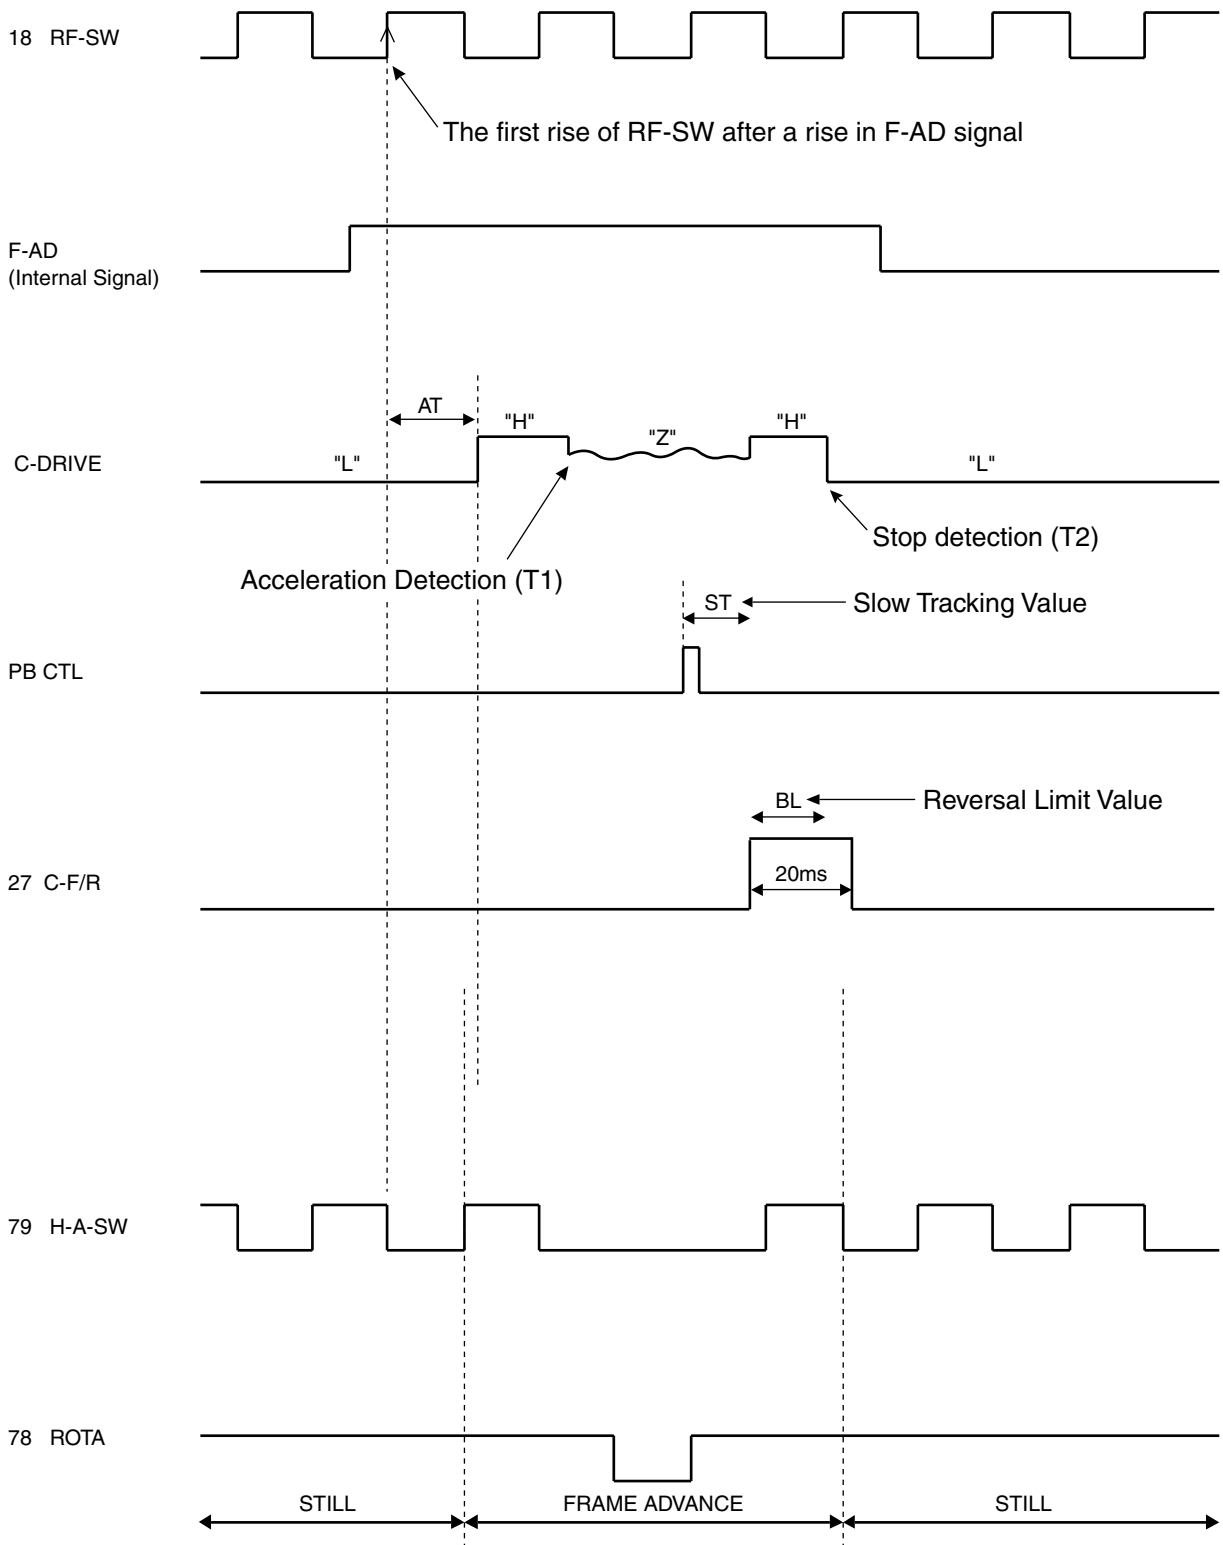 18 RF-SW
The first rise of RF-SW after a rise in F-AD signal
F-AD
(Internal Signal)
AT
"H"
"Z"
"H"
C-DRIVE
"L"
"L"
Stop detection (T2)
Acceleration Detection (T1)
ST
Slow Tracking Value
PB CTL
BL
Reversal Limit Value
27 C-F/R
20ms
79 H-A-SW
78 ROTA
STILL
FRAME ADVANCE
STILL